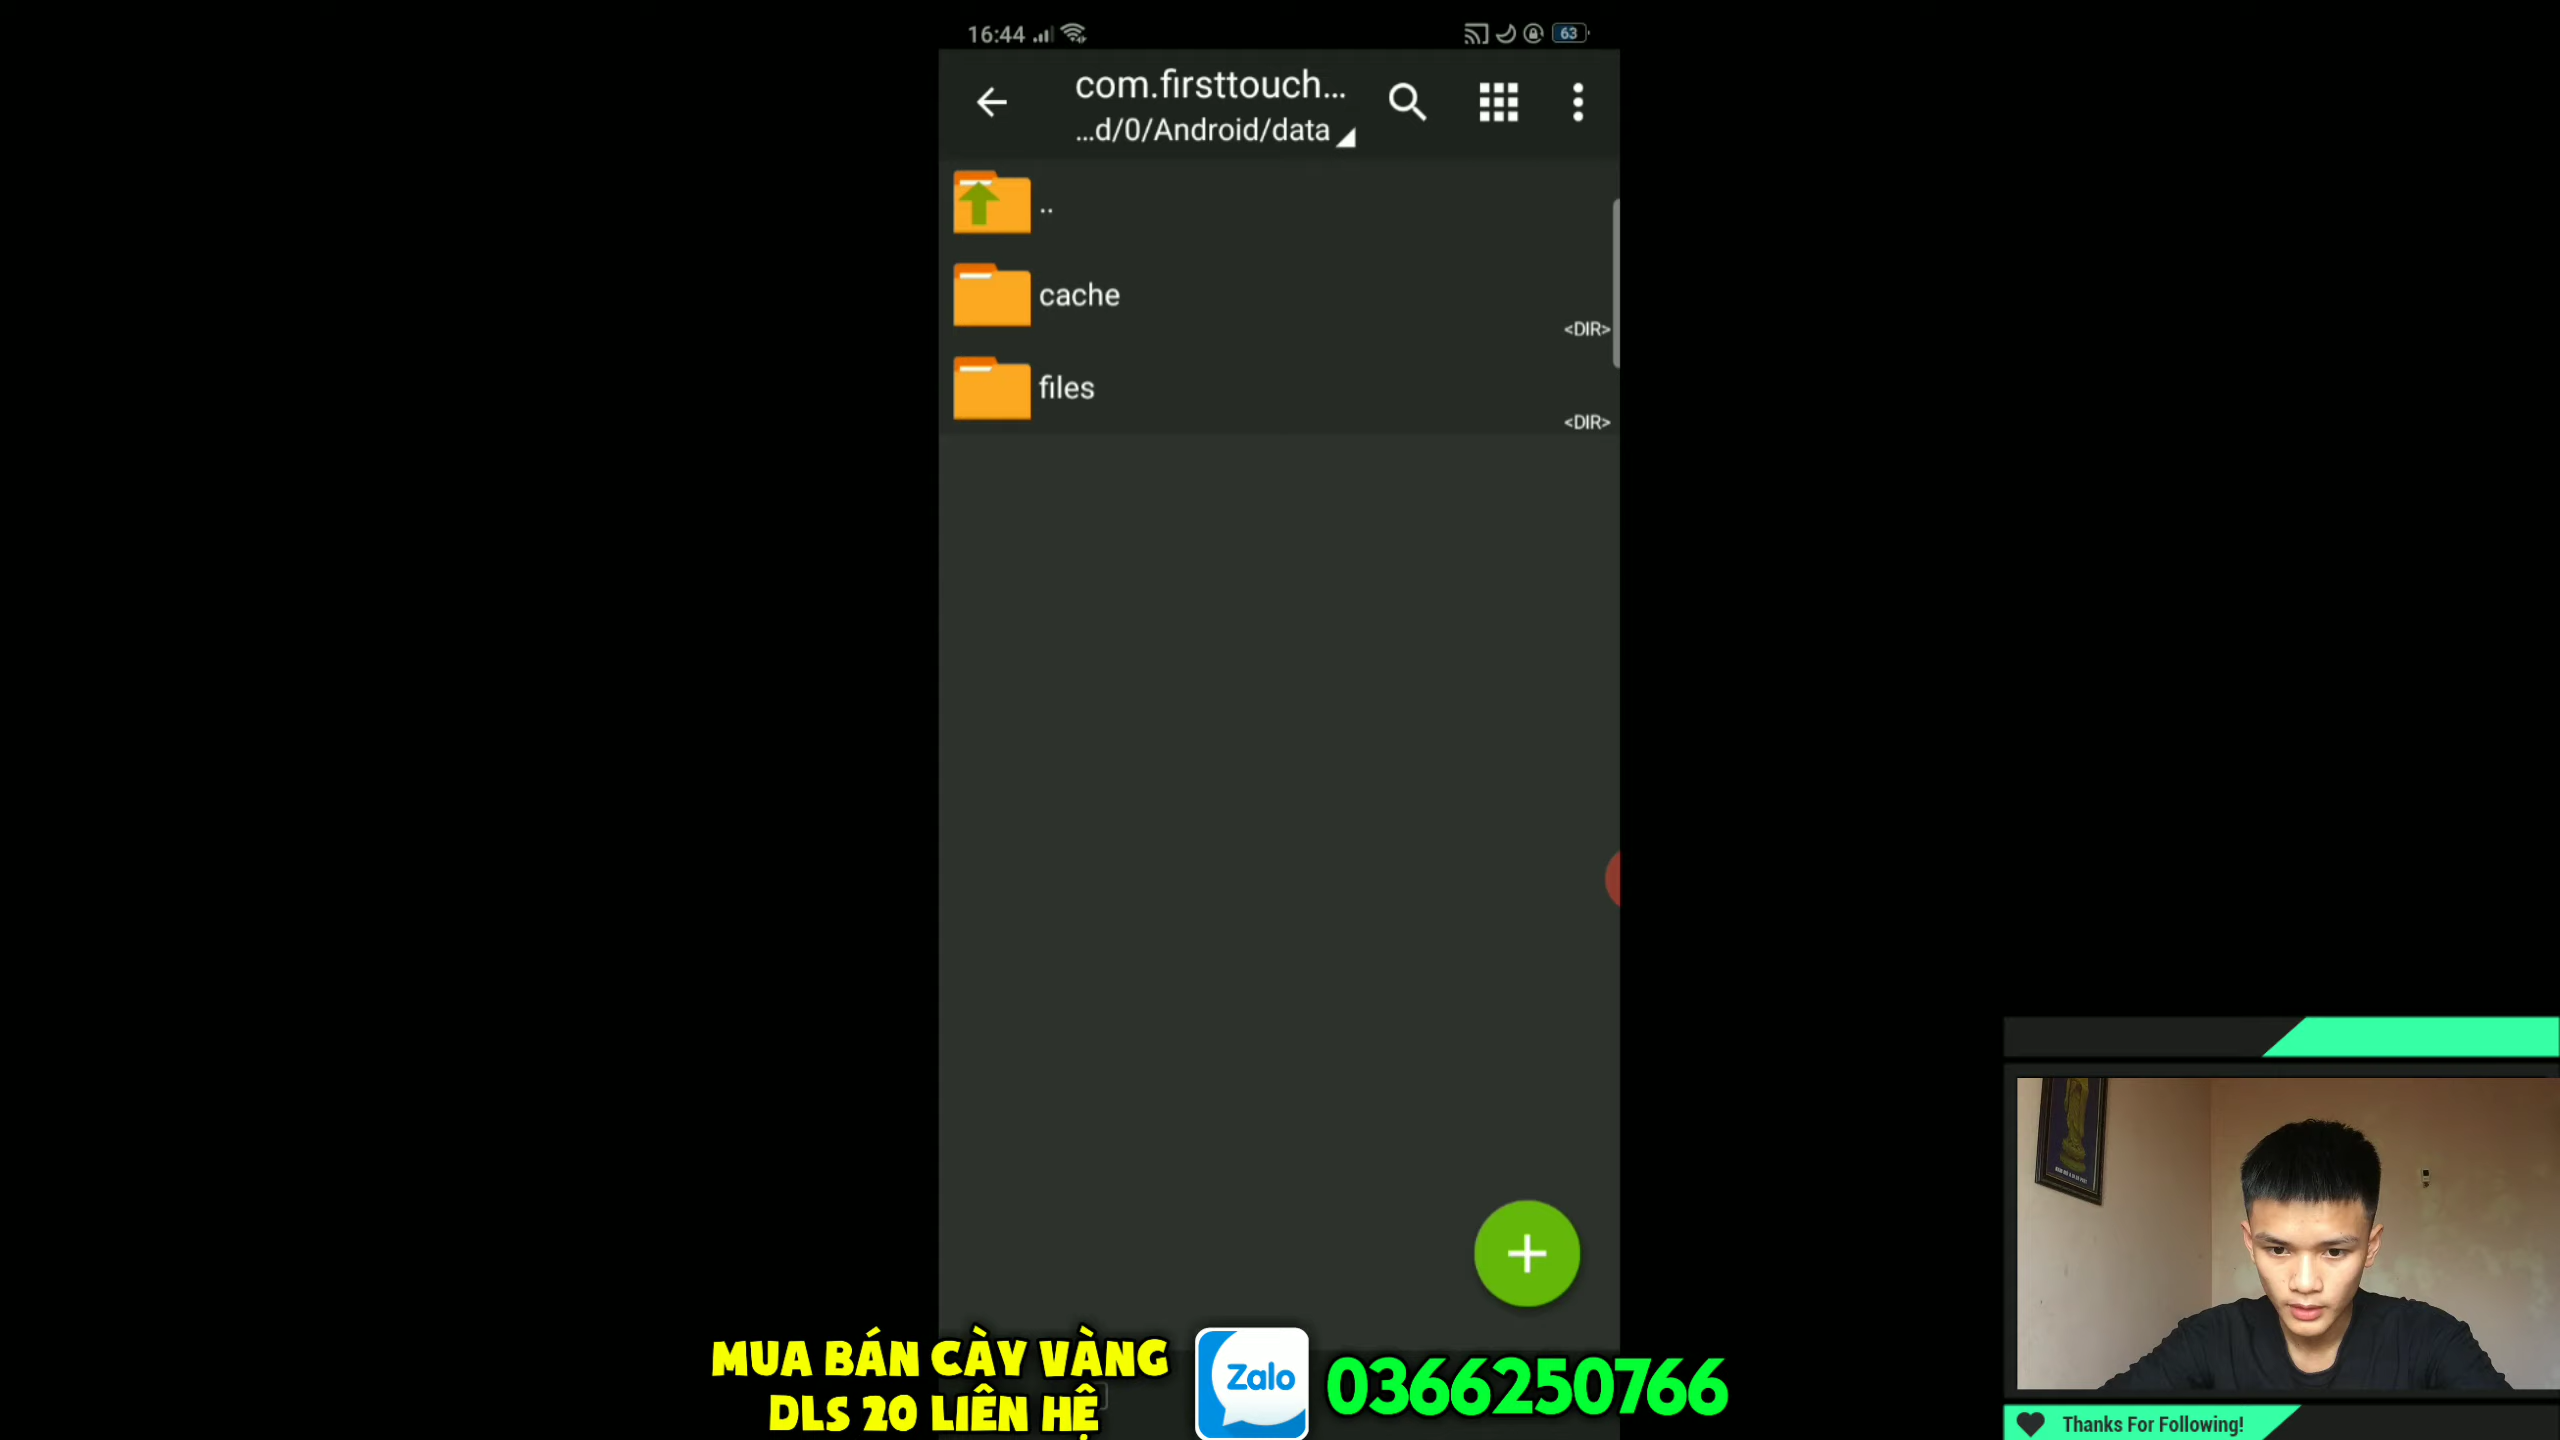 16:44
63
com.firsttouch...
...d/0/Android/data
..
cache
<DIR>
files
<DIR>
MUA BÁN CÀY VÀNG
DLS 20 LIÊN HỆ
Zalo
0366250766
Thanks For Following!